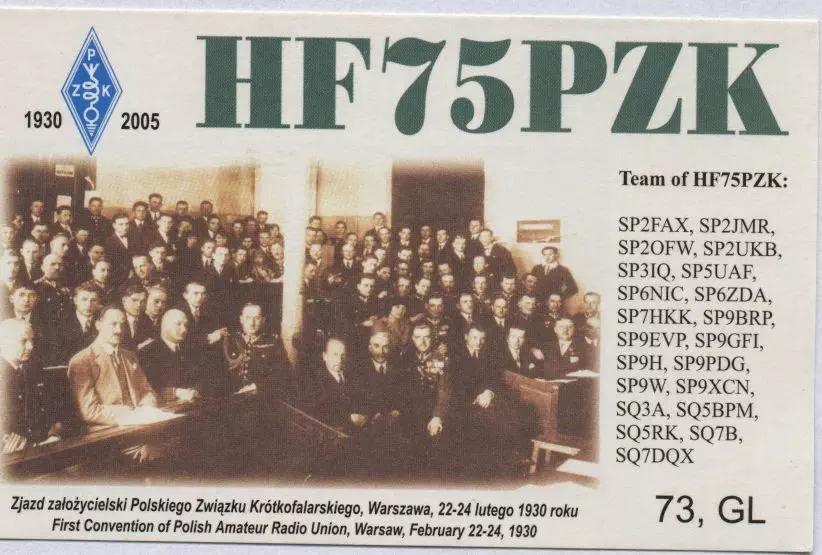 HF75PZK
P
Z K
1930 2005
Team of HF75PZK:
SP2FAX, SP2JMR,
SP2OFW, SP2UKB,
SP3IQ, SP5UAF,
SP6NIC, SP6ZDA,
SP7HKK, SP9BRP,
SP9EVP, SP9GFI,
SP9H, SP9PDG,
SP9W, SP9XCN,
SQ3A, SQ5BPM,
SQ5RK, SQ7B,
SQ7DQX
73, GL
Zjazd założycielski Polskiego Związku Krótkofalarskiego, Warszawa, 22-24 lutego 1930 roku
First Convention of Polish Amateur Radio Union, Warsaw, February 22-24, 1930